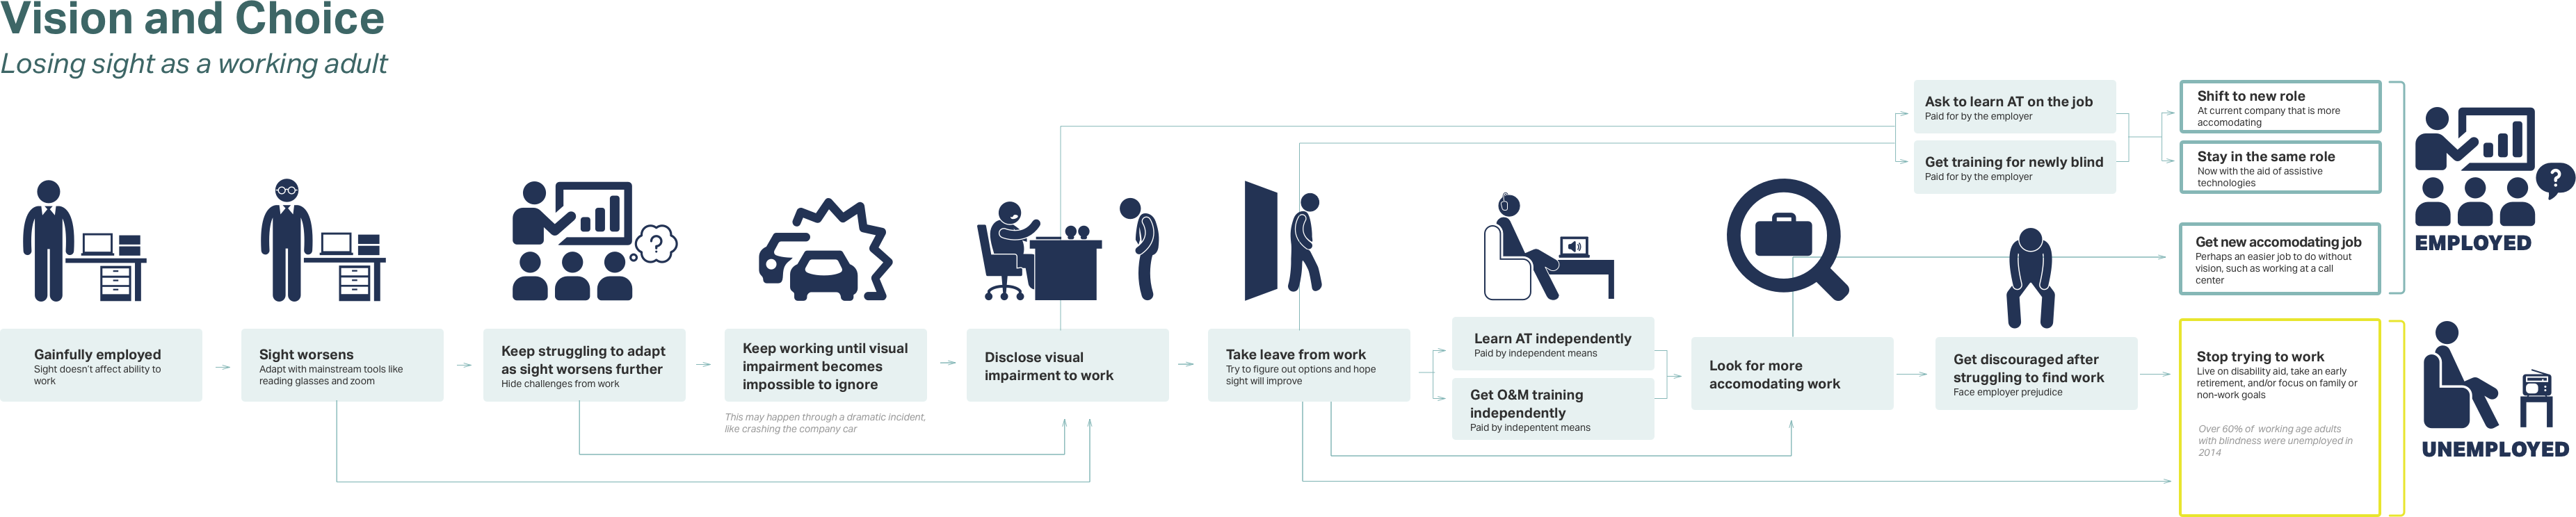 Vision and Choice
Losing sight as a working adult
Gainfully employed
Sight doesn't affect ability to
work
Sight worsens
Adapt with mainstream tools like
reading glasses and zoom
?
Keep struggling to adapt
as sight worsens further
Hide challenges from work
Keep working until visual
impairment becomes
impossible to ignore
This may happen through a dramatic incident,
like crashing the company car
Disclose visual
impairment to work
Take leave from work
Try to figure out options and hope
sight will improve
Learn AT independently
Paid by independent means
Get O&M training
independently
Paid by indepentent means
Look for more
accomodating work
Get discouraged after
struggling to find work
Face employer prejudice
Ask to learn AT on the job
Paid for by the employer
Get training for newly blind
Paid for by the employer
Shift to new role
At current company that is more
accomodating
Stay in the same role
Now with the aid of assistive
technologies
Get new accomodating job
Perhaps an easier job to do without
vision, such as working at a call
center
?
EMPLOYED
Stop trying to work
Live on disability aid, take an early
retirement, and/or focus on family or
non-work goals
Over 60% of working age adults
with blindness were unemployed in
2014
UNEMPLOYED